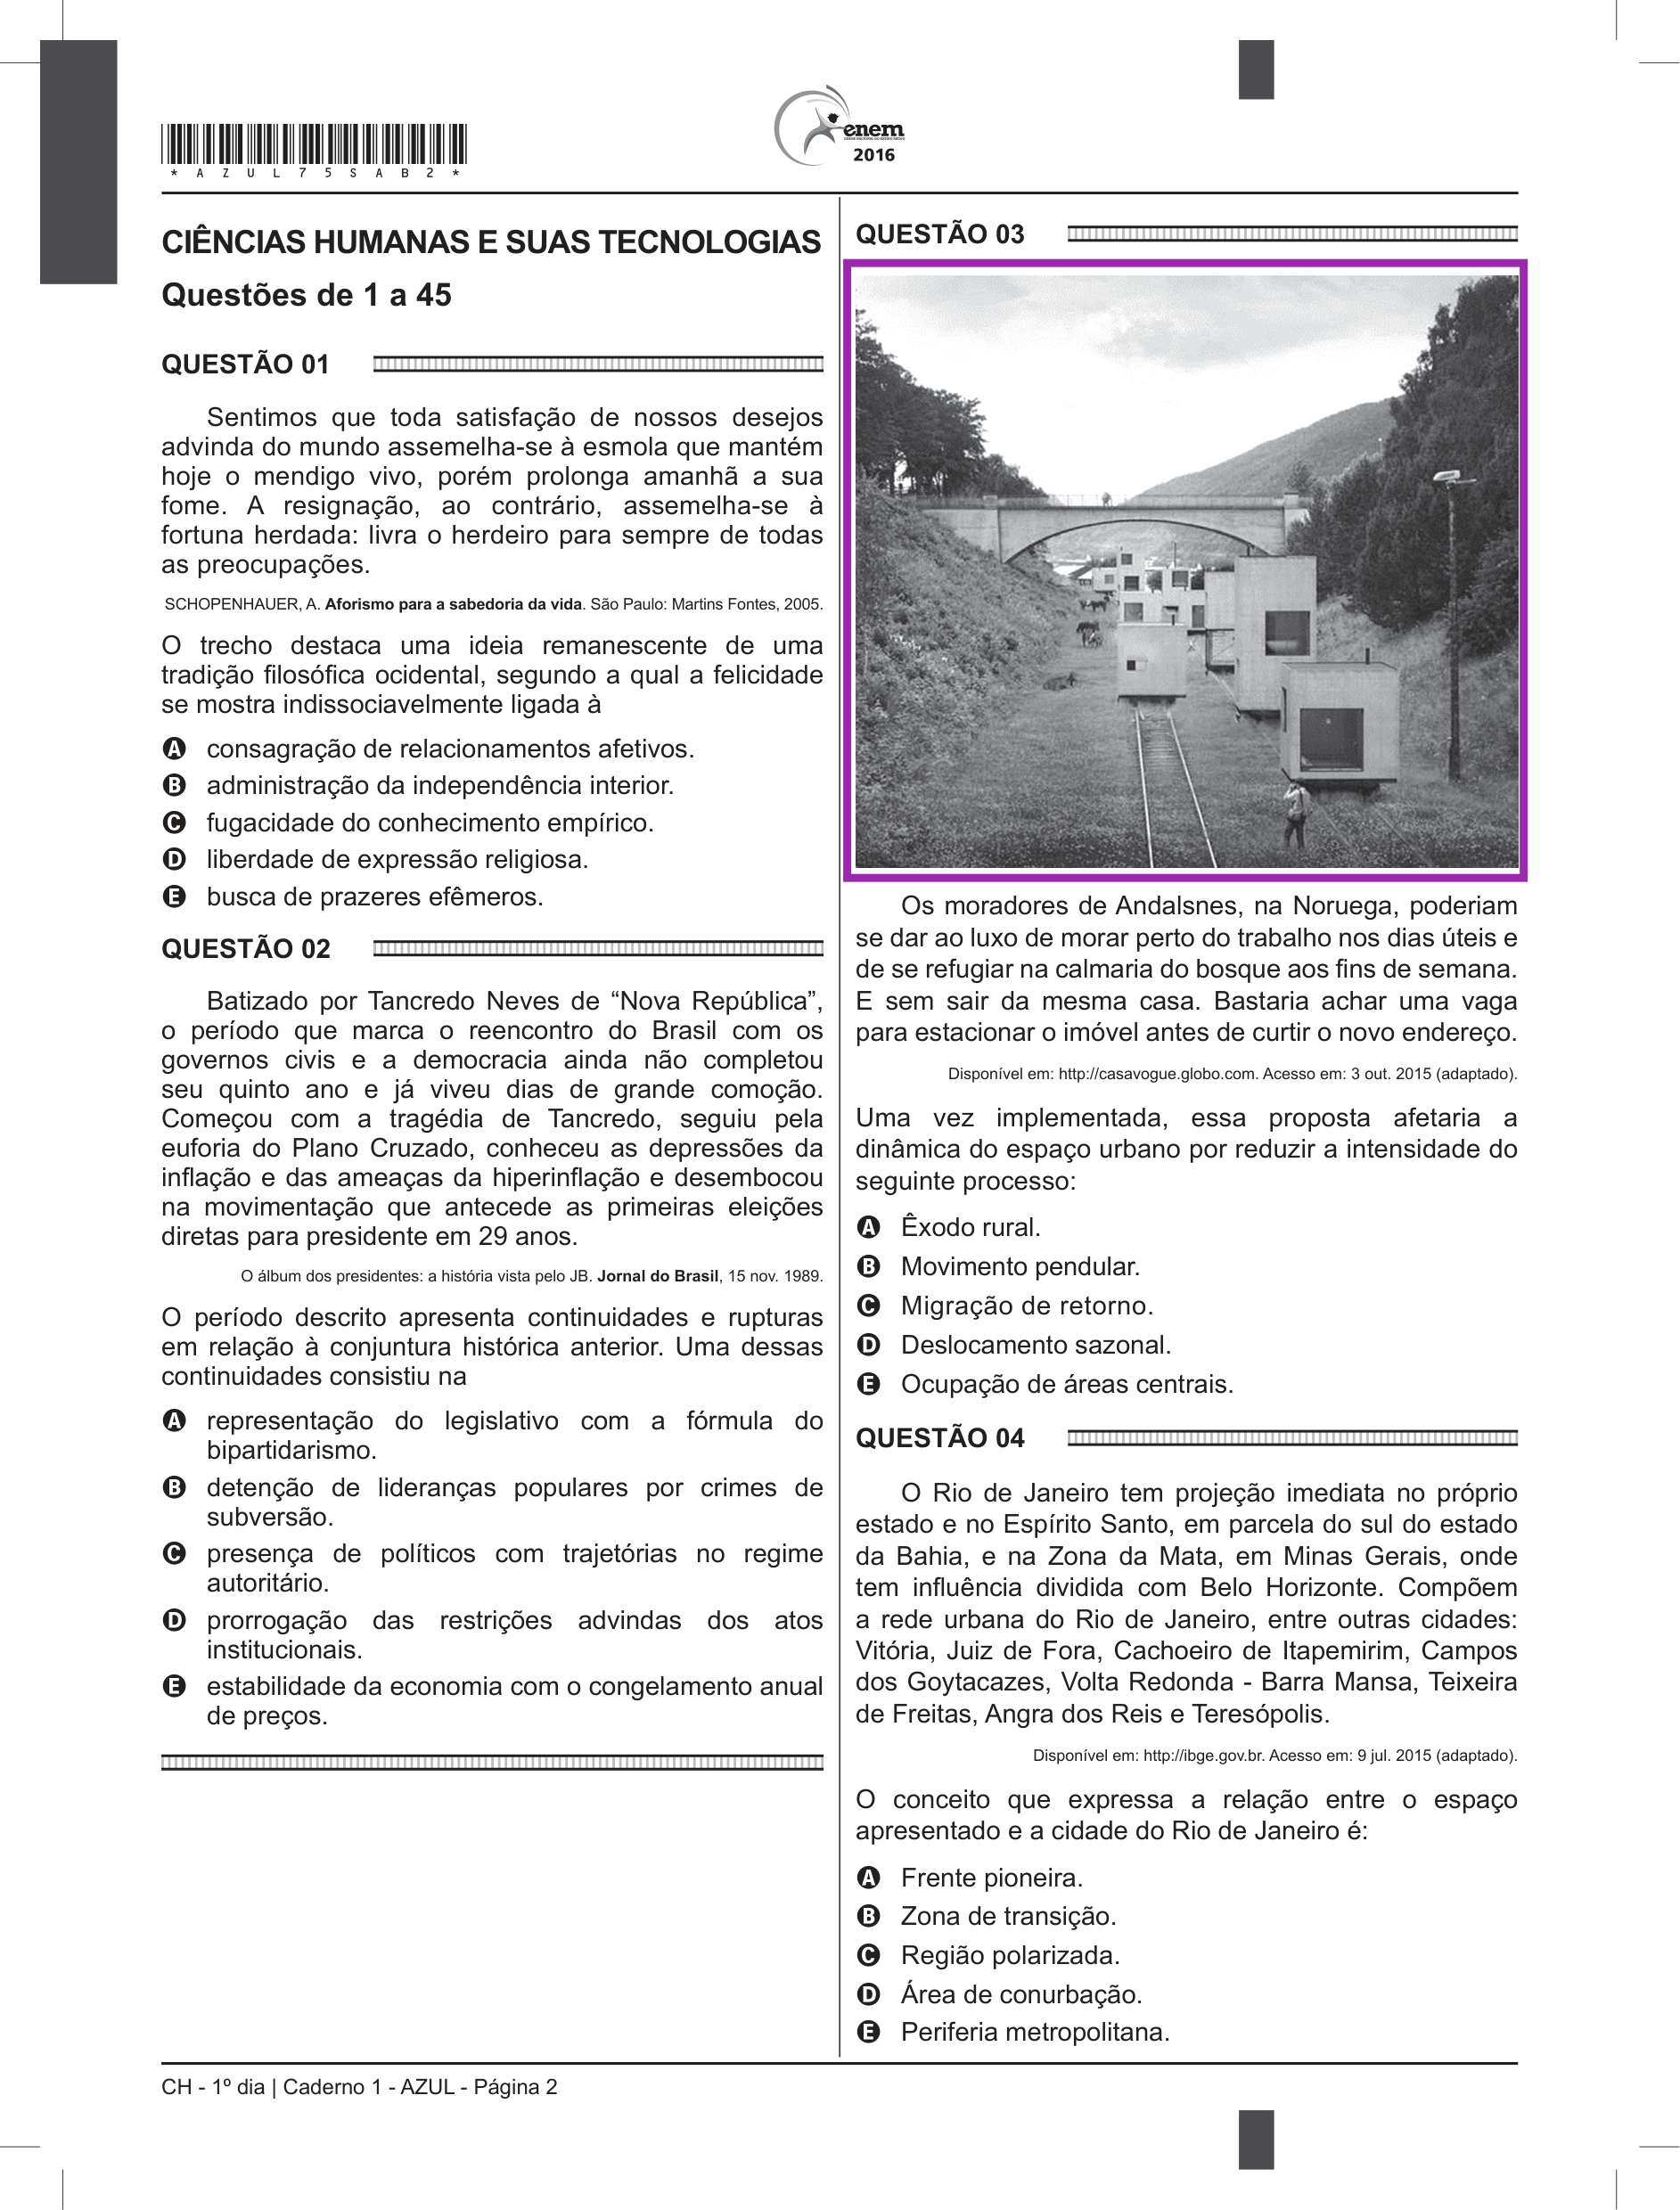 *AZUL75SAB2*
enem
2016
CIÊNCIAS HUMANAS E SUAS TECNOLOGIAS
Questões de 1 a 45
QUESTÃO 01
Sentimos que toda satisfação de nossos desejos
advinda do mundo assemelha-se à esmola que mantém
hoje o mendigo vivo, porém prolonga amanhã a sua
fome. A resignação, ao contrário, assemelha-se à
fortuna herdada: livra o herdeiro para sempre de todas
as preocupações.
SCHOPENHAUER, A. Aforismo para a sabedoria da vida. São Paulo: Martins Fontes, 2005.
O trecho destaca uma ideia remanescente de uma
tradição filosófica ocidental, segundo a qual a felicidade
se mostra indissociavelmente ligada à
A consagração de relacionamentos afetivos.
B administração da independência interior.
C fugacidade do conhecimento empírico.
D liberdade de expressão religiosa.
E busca de prazeres efêmeros.
QUESTÃO 02
Batizado por Tancredo Neves de “Nova República”,
o período que marca o reencontro do Brasil com os
governos civis e a democracia ainda não completou
seu quinto ano e já viveu dias de grande comoção.
Começou com a tragédia de Tancredo, seguiu pela
euforia do Plano Cruzado, conheceu as depressões da
inflação e das ameaças da hiperinflação e desembocou
na movimentação que antecede as primeiras eleições
diretas para presidente em 29 anos.
O álbum dos presidentes: a história vista pelo JB. Jornal do Brasil, 15 nov. 1989.
O período descrito apresenta continuidades e rupturas
em relação à conjuntura histórica anterior. Uma dessas
continuidades consistiu na
A representação do legislativo com a fórmula do
bipartidarismo.
B detenção de lideranças populares por crimes de
subversão.
C presença de políticos com trajetórias no regime
autoritário.
D prorrogação das restrições advindas dos atos
institucionais.
E estabilidade da economia com o congelamento anual
de preços.
QUESTÃO 03
Os moradores de Andalsnes, na Noruega, poderiam
se dar ao luxo de morar perto do trabalho nos dias úteis e
de se refugiar na calmaria do bosque aos fins de semana.
E sem sair da mesma casa. Bastaria achar uma vaga
para estacionar o imóvel antes de curtir o novo endereço.
Disponível em: http://casavogue.globo.com. Acesso em: 3 out. 2015 (adaptado).
Uma vez implementada, essa proposta afetaria a
dinâmica do espaço urbano por reduzir a intensidade do
seguinte processo:
A Êxodo rural.
B Movimento pendular.
C Migração de retorno.
D Deslocamento sazonal.
E Ocupação de áreas centrais.
QUESTÃO 04
O Rio de Janeiro tem projeção imediata no próprio
estado e no Espírito Santo, em parcela do sul do estado
da Bahia, e na Zona da Mata, em Minas Gerais, onde
tem influência dividida com Belo Horizonte. Compõem
a rede urbana do Rio de Janeiro, entre outras cidades:
Vitória, Juiz de Fora, Cachoeiro de Itapemirim, Campos
dos Goytacazes, Volta Redonda - Barra Mansa, Teixeira
de Freitas, Angra dos Reis e Teresópolis.
Disponível em: http://ibge.gov.br. Acesso em: 9 jul. 2015 (adaptado).
O conceito que expressa a relação entre o espaço
apresentado e a cidade do Rio de Janeiro é:
A Frente pioneira.
B Zona de transição.
C Região polarizada.
D Área de conurbação.
E Periferia metropolitana.
CH - 1º dia | Caderno 1 - AZUL - Página 2